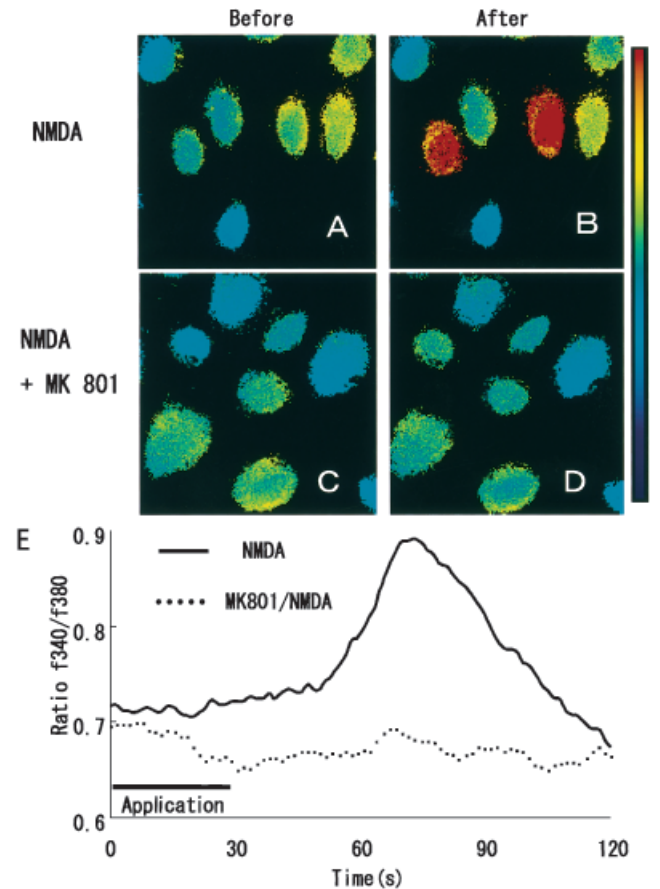 Before
After
NMDA
A
B
NMDA
+ MK 801
C
D
E
NMDA
MK801/NMDA
Ratio f340/f380
0.9
0.8
0.7
0.6
Application
0
30
60
90
120
Time(s)